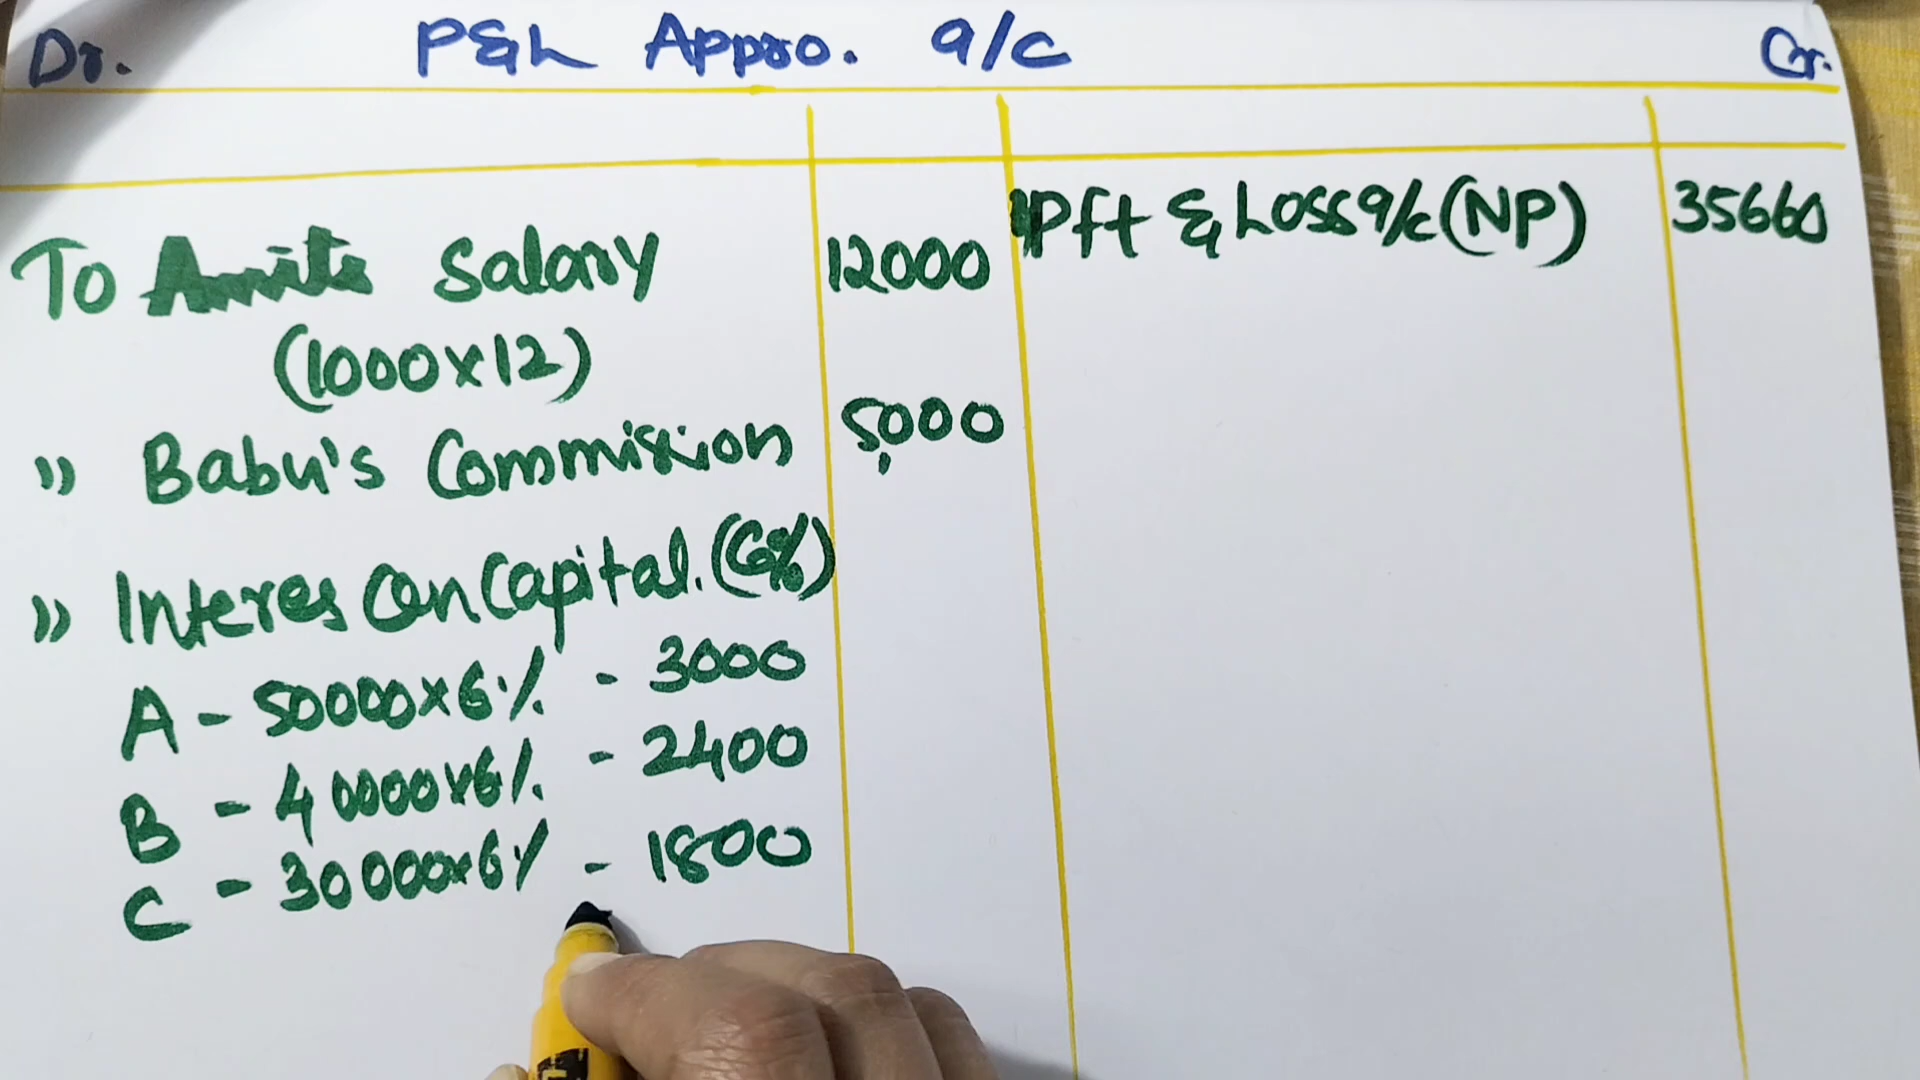 Dr. P&L Appro. a/c Cr.
Pft & Loss a/c (NP) 35660
To Amit's Salary 12000
(1000x12)
" Babu's Commission 5000
" Interes on Capital. (6%)
A - 50000x6% - 3000
B - 40000x6% - 2400
C - 30000x6% - 1800